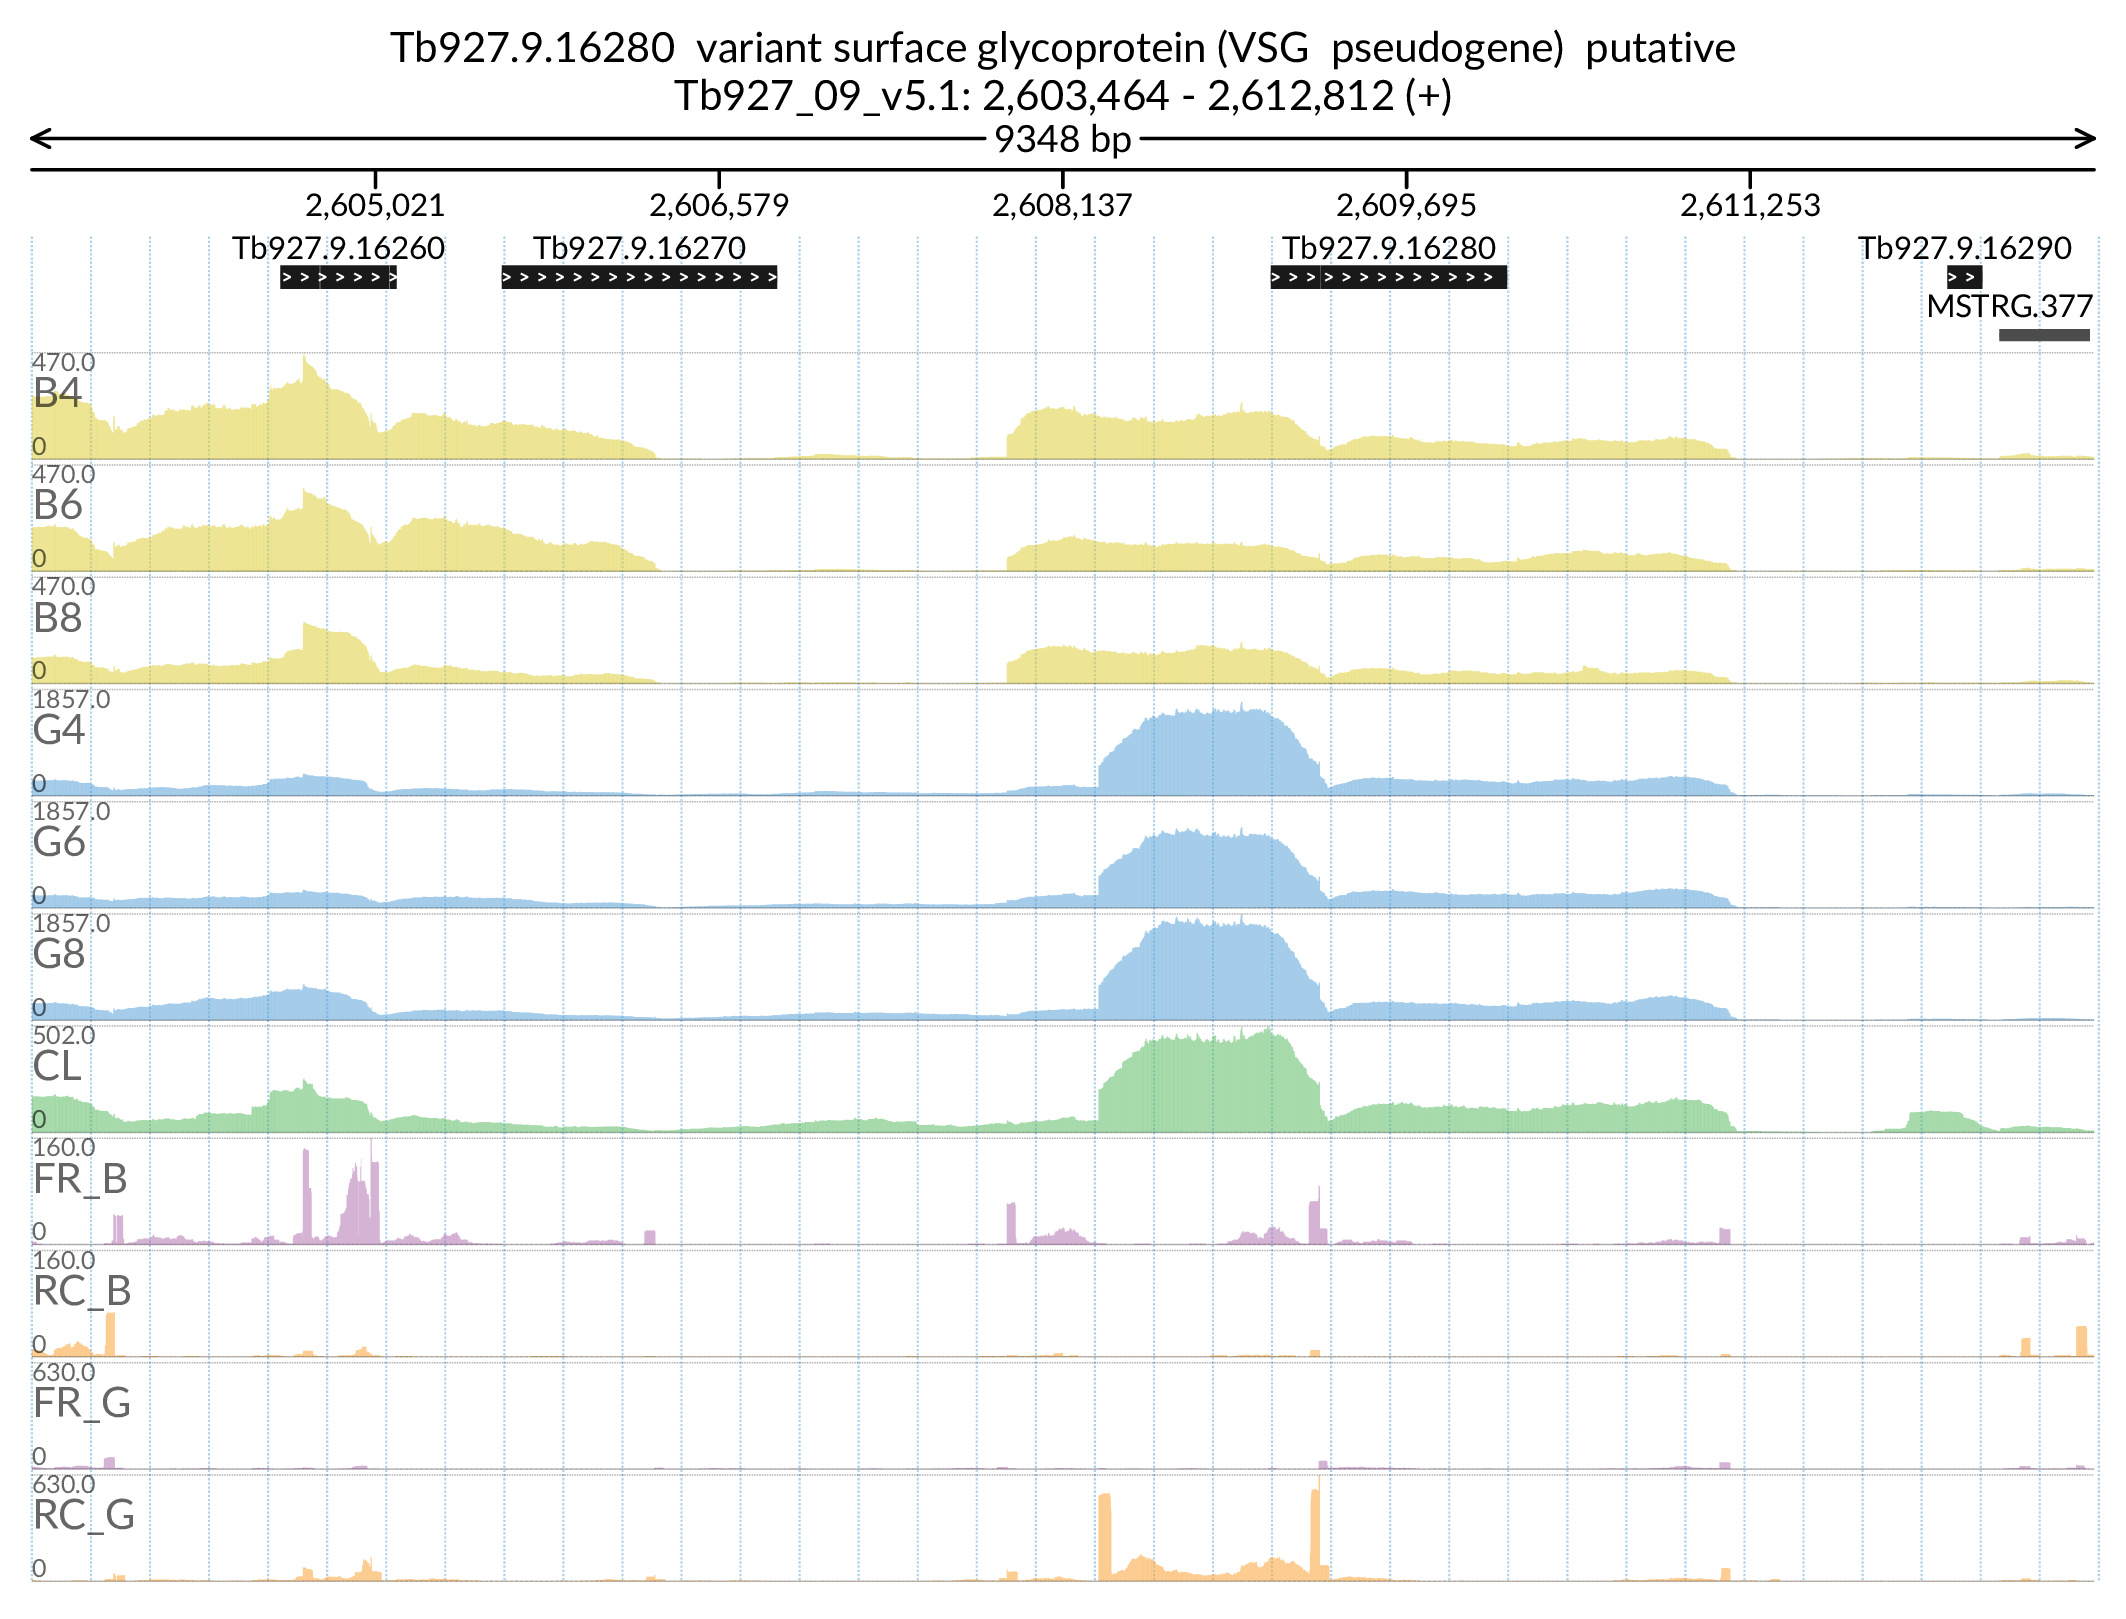 Tb927.9.16280  variant surface glycoprotein (VSG  pseudogene)  putative
Tb927_09_v5.1: 2,603,464 - 2,612,812 (+)
9348 bp
2,605,021 2,606,579 2,608,137 2,609,695 2,611,253
Tb927.9.16260 Tb927.9.16270 Tb927.9.16280 Tb927.9.16290
MSTRG.377
470.0
B4
0
470.0
B6
0
470.0
B8
0
1857.0
G4
0
1857.0
G6
0
1857.0
G8
0
502.0
CL
0
160.0
FR_B
0
160.0
RC_B
0
630.0
FR_G
0
630.0
RC_G
0